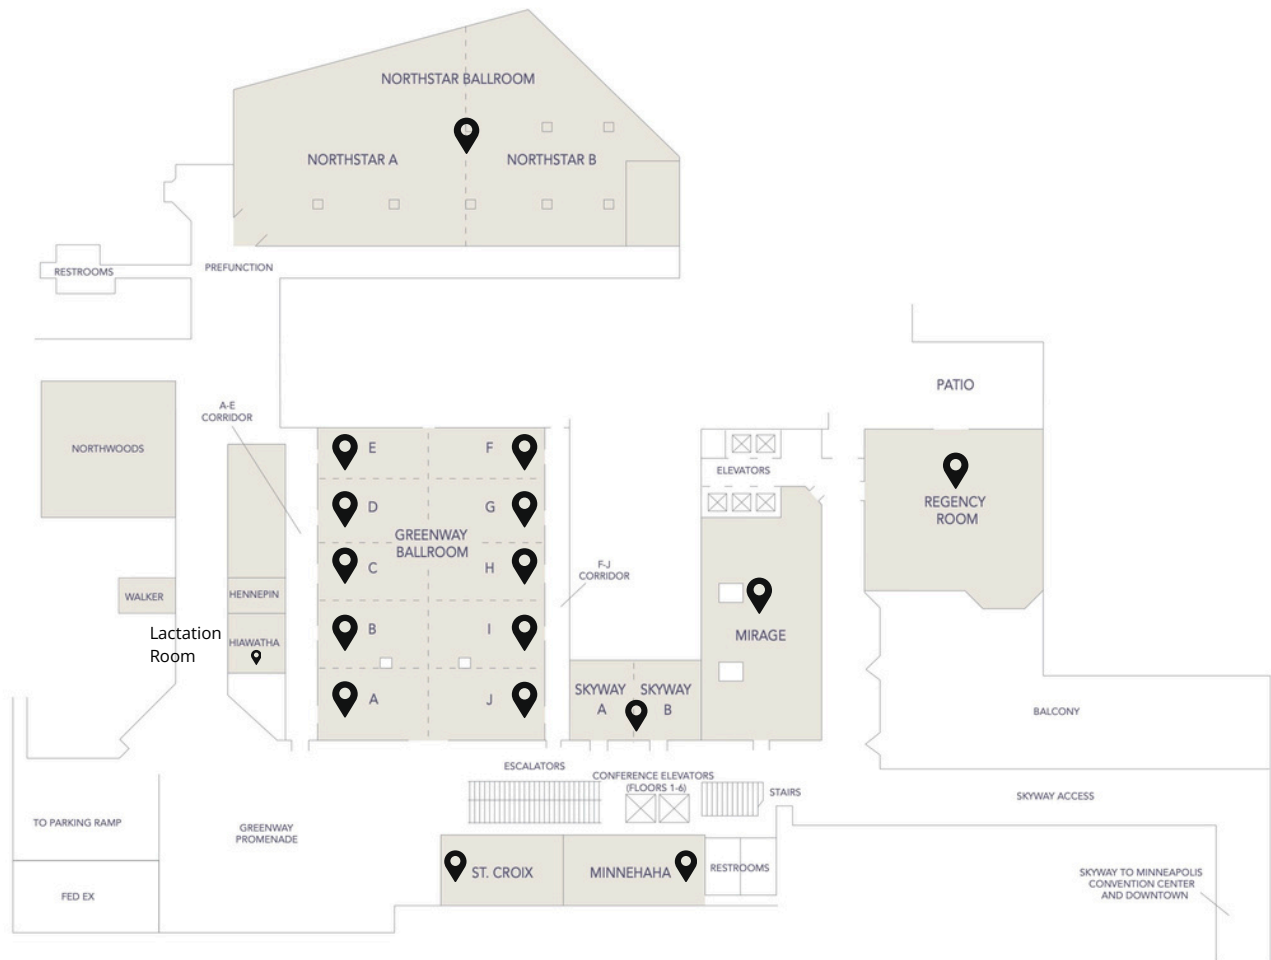 NORTHSTAR BALLROOM
NORTHSTAR A
NORTHSTAR B
RESTROOMS
PREFUNCTION
PATIO
A-E
CORRIDOR
NORTHWOODS
E
F
ELEVATORS
D
G
REGENCY
ROOM
GREENWAY
BALLROOM
C
H
F-J
CORRIDOR
WALKER
HENNEPIN
Lactation
Room
HIAWATHA
B
I
MIRAGE
A
J
SKYWAY
A
SKYWAY
B
BALCONY
ESCALATORS
CONFERENCE ELEVATORS
(FLOORS 1-6)
STAIRS
SKYWAY ACCESS
TO PARKING RAMP
GREENWAY
PROMENADE
ST. CROIX
MINNEHAHA
RESTROOMS
FED EX
SKYWAY TO MINNEAPOLIS
CONVENTION CENTER
AND DOWNTOWN